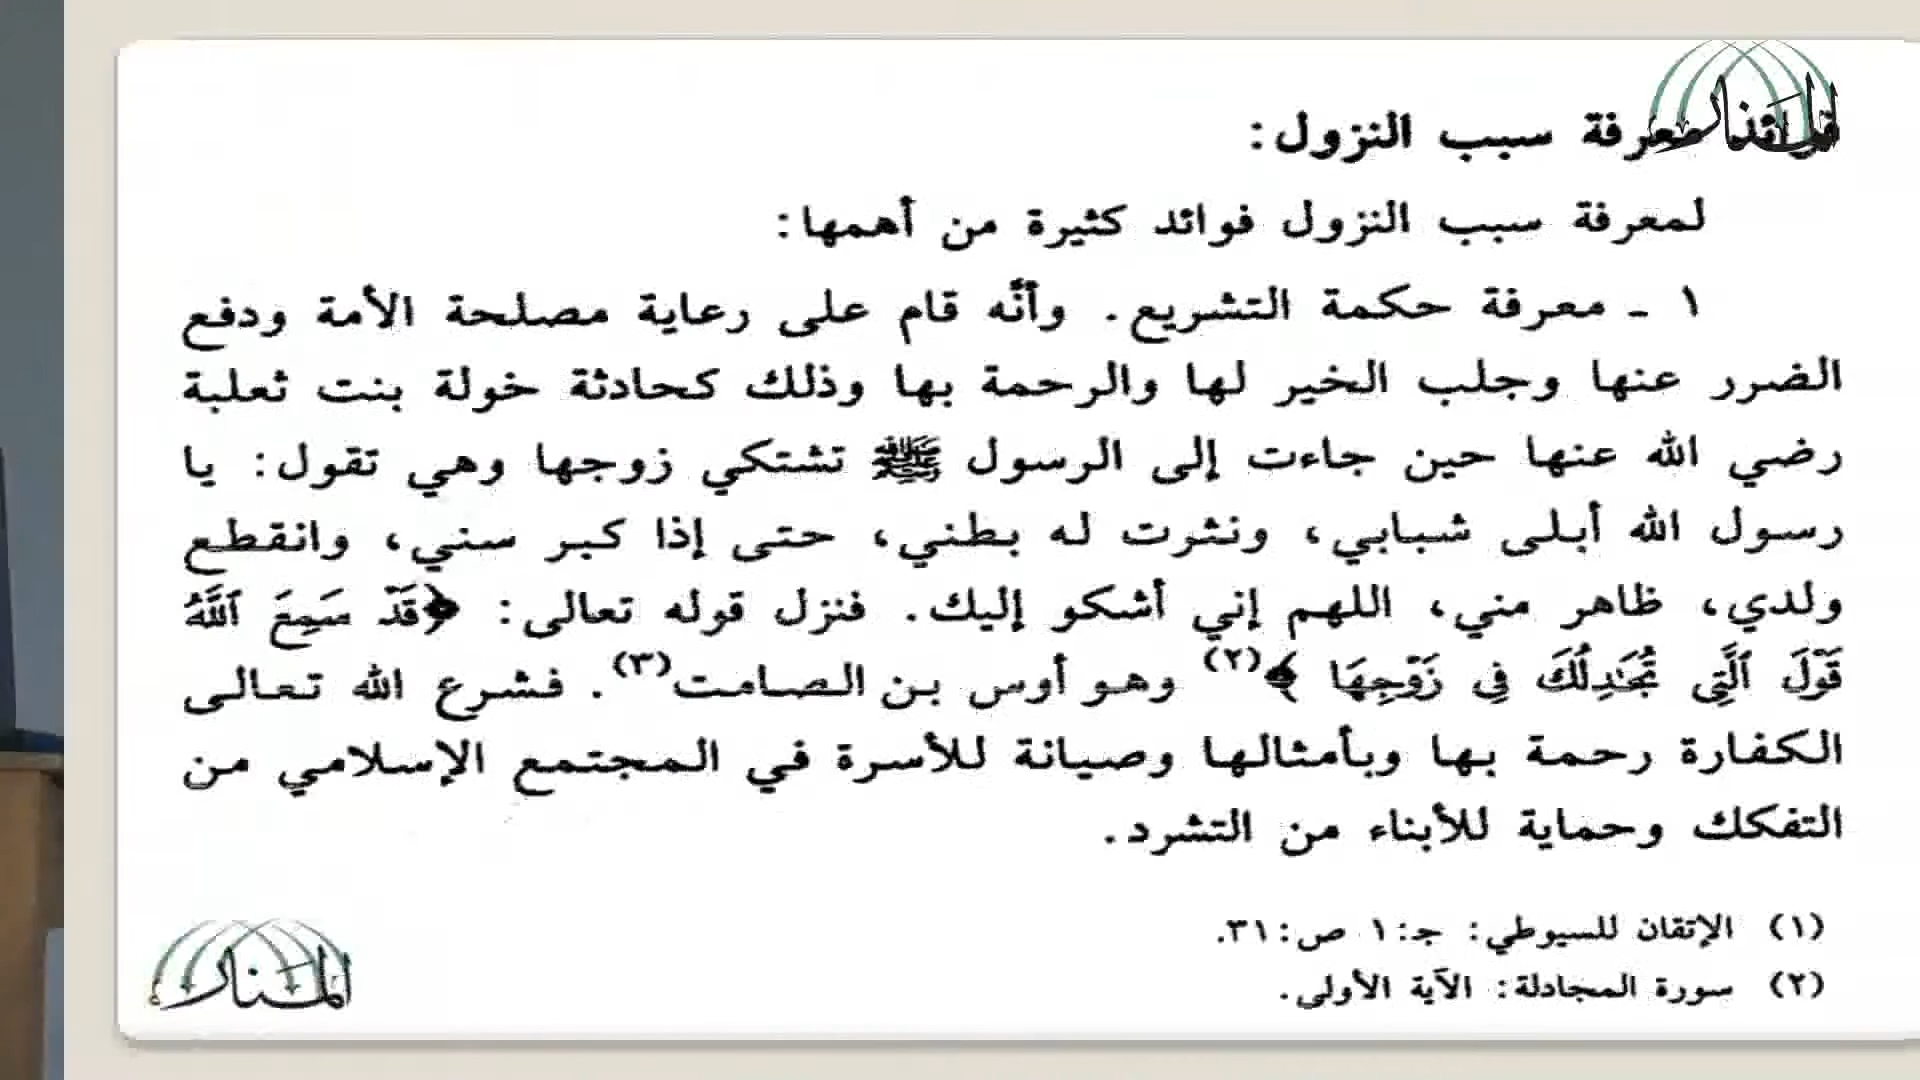 المنار
فوائد معرفة سبب النزول:
لمعرفة سبب النزول فوائد كثيرة من أهمها:
١ ـ معرفة حكمة التشريع. وأنَّه قام على رعاية مصلحة الأمة ودفع
الضرر عنها وجلب الخير لها والرحمة بها وذلك كحادثة خولة بنت ثعلبة
رضي الله عنها حين جاءت إلى الرسول ﷺ تشتكي زوجها وهي تقول: يا
رسول الله أبلى شبابي، ونثرت له بطني، حتى إذا كبر سني، وانقطع
ولدي، ظاهر مني، اللهم إني أشكو إليك. فنزل قوله تعالى: ﴿قَدْ سَمِعَ ٱللَّهُ
قَوْلَ ٱلَّتِى تُجَٰدِلُكَ فِى زَوْجِهَا﴾(٢) وهو أوس بن الصامت(٣). فشرع الله تعالى
الكفارة رحمة بها وبأمثالها وصيانة للأسرة في المجتمع الإسلامي من
التفكك وحماية للأبناء من التشرد.
(١) الإتقان للسيوطي: جـ:١ ص:٣١.
(٢) سورة المجادلة: الآية الأولى.
المنار